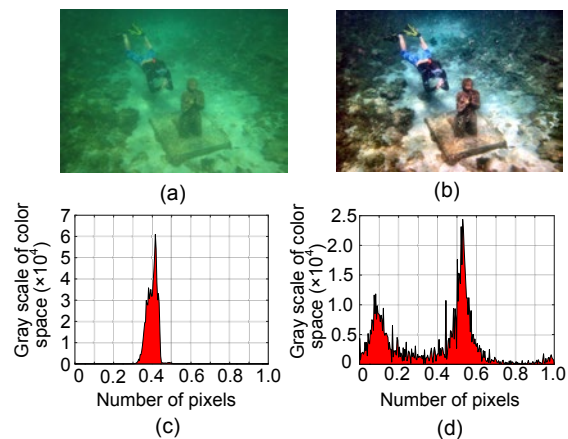 (a)
(b)
Gray scale of color
space (×10⁴)
7
6
5
4
3
2
1
0
0 0.2 0.4 0.6 0.8 1.0
Number of pixels
(c)
Gray scale of color
space (×10⁴)
2.5
2.0
1.5
1.0
0.5
0
0 0.2 0.4 0.6 0.8 1.0
Number of pixels
(d)